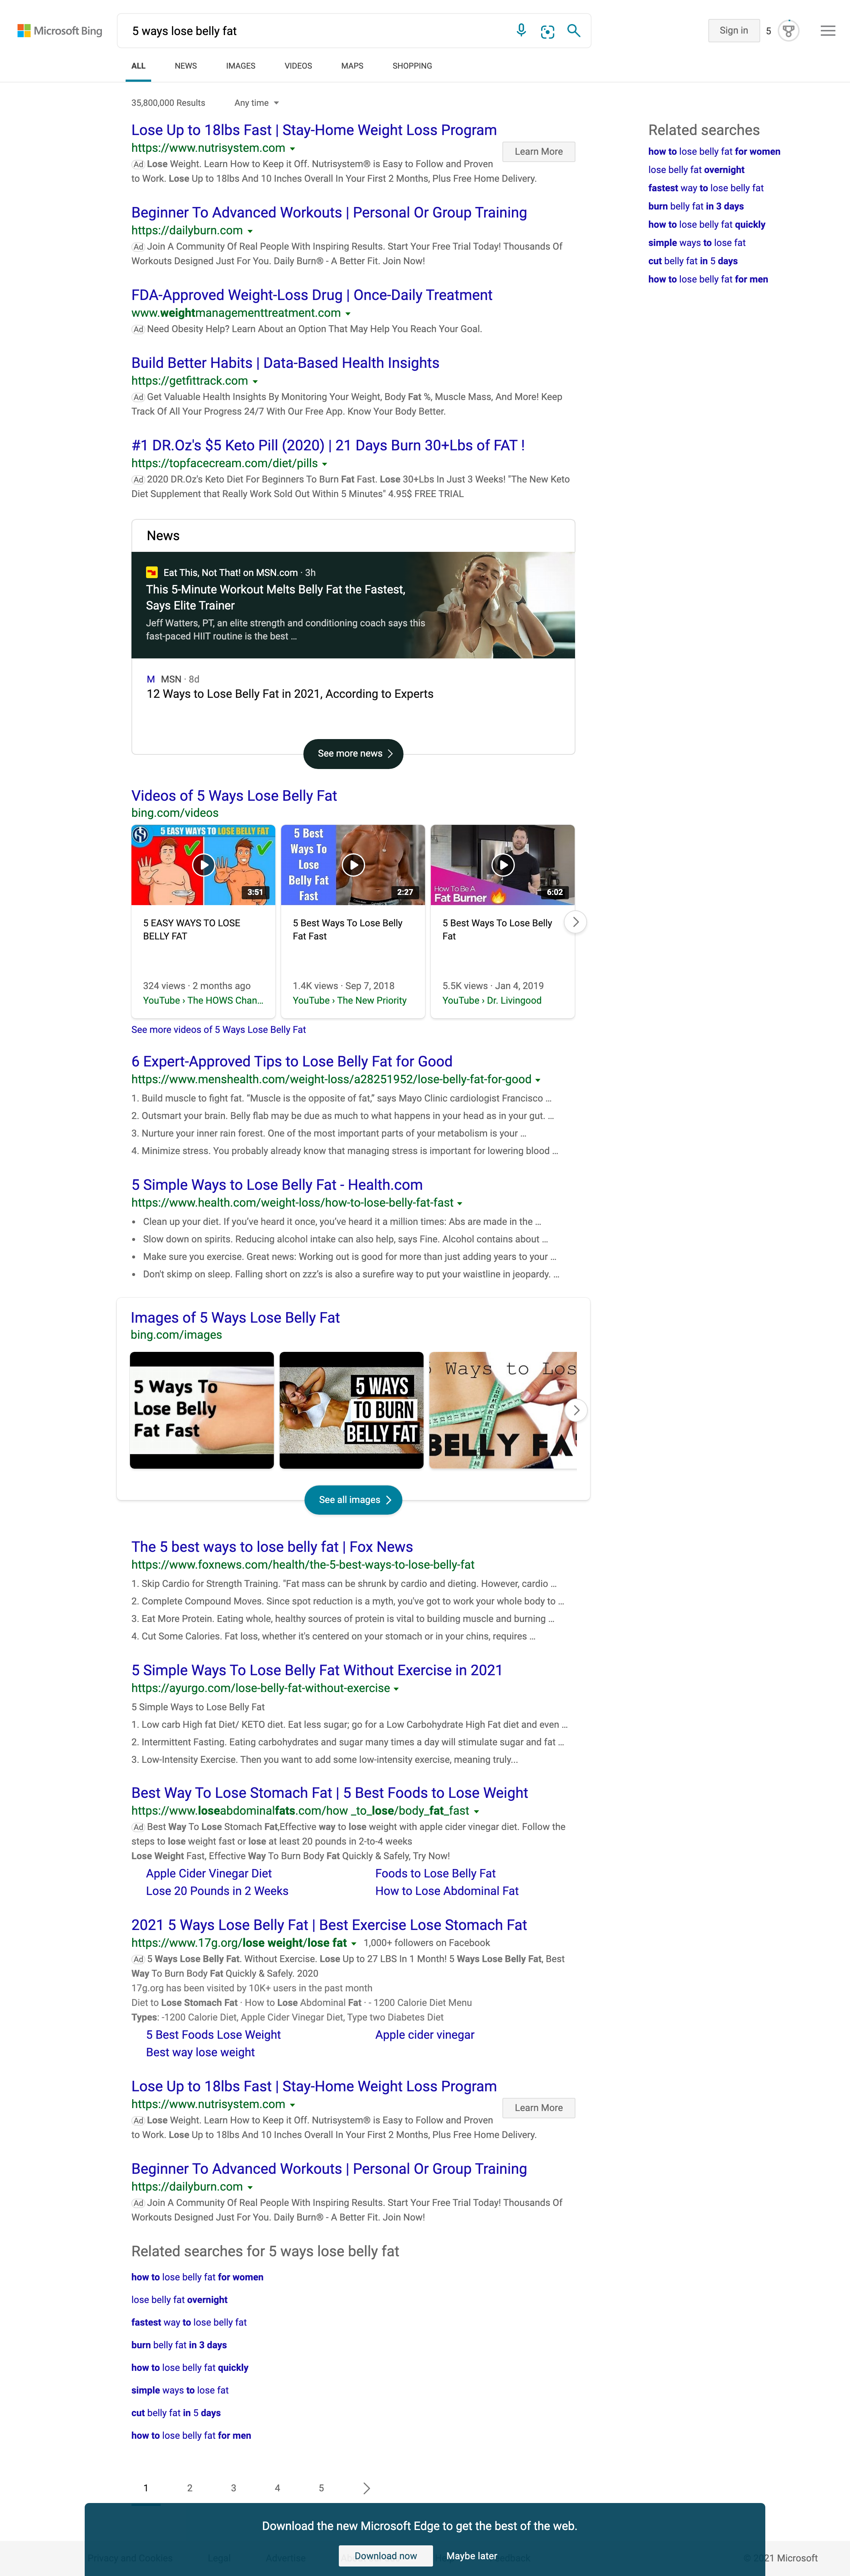 Microsoft Bing
5 ways lose belly fat
Sign in
5
ALL
NEWS
IMAGES
VIDEOS
MAPS
SHOPPING
35,800,000 Results
Any time
Lose Up to 18lbs Fast | Stay-Home Weight Loss Program
https://www.nutrisystem.com
Learn More
Ad Lose Weight. Learn How to Keep it Off. Nutrisystem® is Easy to Follow and Proven
to Work. Lose Up to 18lbs And 10 Inches Overall In Your First 2 Months, Plus Free Home Delivery.
Beginner To Advanced Workouts | Personal Or Group Training
https://dailyburn.com
Ad Join A Community Of Real People With Inspiring Results. Start Your Free Trial Today! Thousands Of
Workouts Designed Just For You. Daily Burn® - A Better Fit. Join Now!
FDA-Approved Weight-Loss Drug | Once-Daily Treatment
www.weightmanagementtreatment.com
Ad Need Obesity Help? Learn About an Option That May Help You Reach Your Goal.
Build Better Habits | Data-Based Health Insights
https://getfittrack.com
Ad Get Valuable Health Insights By Monitoring Your Weight, Body Fat %, Muscle Mass, And More! Keep
Track Of All Your Progress 24/7 With Our Free App. Know Your Body Better.
#1 DR.Oz's $5 Keto Pill (2020) | 21 Days Burn 30+Lbs of FAT !
https://topfacecream.com/diet/pills
Ad 2020 DR.Oz's Keto Diet For Beginners To Burn Fat Fast. Lose 30+Lbs In Just 3 Weeks! "The New Keto
Diet Supplement that Really Work Sold Out Within 5 Minutes" 4.95$ FREE TRIAL
Related searches
how to lose belly fat for women
lose belly fat overnight
fastest way to lose belly fat
burn belly fat in 3 days
how to lose belly fat quickly
simple ways to lose fat
cut belly fat in 5 days
how to lose belly fat for men
News
Eat This, Not That! on MSN.com · 3h
This 5-Minute Workout Melts Belly Fat the Fastest,
Says Elite Trainer
Jeff Watters, PT, an elite strength and conditioning coach says this
fast-paced HIIT routine is the best ...
M MSN · 8d
12 Ways to Lose Belly Fat in 2021, According to Experts
See more news
Videos of 5 Ways Lose Belly Fat
bing.com/videos
5 EASY WAYS TO LOSE BELLY FAT
3:51
5 EASY WAYS TO LOSE
BELLY FAT
324 views · 2 months ago
YouTube › The HOWS Chan...
5 Best
Ways To
Lose
Belly Fat
Fast
2:27
5 Best Ways To Lose Belly
Fat Fast
1.4K views · Sep 7, 2018
YouTube › The New Priority
How To Be A
Fat Burner
6:02
5 Best Ways To Lose Belly
Fat
5.5K views · Jan 4, 2019
YouTube › Dr. Livingood
See more videos of 5 Ways Lose Belly Fat
6 Expert-Approved Tips to Lose Belly Fat for Good
https://www.menshealth.com/weight-loss/a28251952/lose-belly-fat-for-good
1. Build muscle to fight fat. “Muscle is the opposite of fat,” says Mayo Clinic cardiologist Francisco ...
2. Outsmart your brain. Belly flab may be due as much to what happens in your head as in your gut. ...
3. Nurture your inner rain forest. One of the most important parts of your metabolism is your ...
4. Minimize stress. You probably already know that managing stress is important for lowering blood ...
5 Simple Ways to Lose Belly Fat - Health.com
https://www.health.com/weight-loss/how-to-lose-belly-fat-fast
• Clean up your diet. If you’ve heard it once, you’ve heard it a million times: Abs are made in the ...
• Slow down on spirits. Reducing alcohol intake can also help, says Fine. Alcohol contains about ...
• Make sure you exercise. Great news: Working out is good for more than just adding years to your ...
• Don't skimp on sleep. Falling short on zzz’s is also a surefire way to put your waistline in jeopardy. ...
Images of 5 Ways Lose Belly Fat
bing.com/images
5 Ways To
Lose Belly
Fat Fast
5 WAYS
TO BURN
BELLY FAT
5 Ways to Los
BELLY FA
See all images
The 5 best ways to lose belly fat | Fox News
https://www.foxnews.com/health/the-5-best-ways-to-lose-belly-fat
1. Skip Cardio for Strength Training. "Fat mass can be shrunk by cardio and dieting. However, cardio ...
2. Complete Compound Moves. Since spot reduction is a myth, you've got to work your whole body to ...
3. Eat More Protein. Eating whole, healthy sources of protein is vital to building muscle and burning ...
4. Cut Some Calories. Fat loss, whether it's centered on your stomach or in your chins, requires ...
5 Simple Ways To Lose Belly Fat Without Exercise in 2021
https://ayurgo.com/lose-belly-fat-without-exercise
5 Simple Ways to Lose Belly Fat
1. Low carb High fat Diet/ KETO diet. Eat less sugar; go for a Low Carbohydrate High Fat diet and even ...
2. Intermittent Fasting. Eating carbohydrates and sugar many times a day will stimulate sugar and fat ...
3. Low-Intensity Exercise. Then you want to add some low-intensity exercise, meaning truly...
Best Way To Lose Stomach Fat | 5 Best Foods to Lose Weight
https://www.loseabdominalfats.com/how _to_lose/body_fat_fast
Ad Best Way To Lose Stomach Fat,Effective way to lose weight with apple cider vinegar diet. Follow the
steps to lose weight fast or lose at least 20 pounds in 2-to-4 weeks
Lose Weight Fast, Effective Way To Burn Body Fat Quickly & Safely, Try Now!
Apple Cider Vinegar Diet
Foods to Lose Belly Fat
Lose 20 Pounds in 2 Weeks
How to Lose Abdominal Fat
2021 5 Ways Lose Belly Fat | Best Exercise Lose Stomach Fat
https://www.17g.org/lose weight/lose fat 1,000+ followers on Facebook
Ad 5 Ways Lose Belly Fat. Without Exercise. Lose Up to 27 LBS In 1 Month! 5 Ways Lose Belly Fat, Best
Way To Burn Body Fat Quickly & Safely. 2020
17g.org has been visited by 10K+ users in the past month
Diet to Lose Stomach Fat · How to Lose Abdominal Fat · - 1200 Calorie Diet Menu
Types: -1200 Calorie Diet, Apple Cider Vinegar Diet, Type two Diabetes Diet
5 Best Foods Lose Weight
Apple cider vinegar
Best way lose weight
Lose Up to 18lbs Fast | Stay-Home Weight Loss Program
https://www.nutrisystem.com
Learn More
Ad Lose Weight. Learn How to Keep it Off. Nutrisystem® is Easy to Follow and Proven
to Work. Lose Up to 18lbs And 10 Inches Overall In Your First 2 Months, Plus Free Home Delivery.
Beginner To Advanced Workouts | Personal Or Group Training
https://dailyburn.com
Ad Join A Community Of Real People With Inspiring Results. Start Your Free Trial Today! Thousands Of
Workouts Designed Just For You. Daily Burn® - A Better Fit. Join Now!
Related searches for 5 ways lose belly fat
how to lose belly fat for women
lose belly fat overnight
fastest way to lose belly fat
burn belly fat in 3 days
how to lose belly fat quickly
simple ways to lose fat
cut belly fat in 5 days
how to lose belly fat for men
1
2
3
4
5
Download the new Microsoft Edge to get the best of the web.
Download now
Maybe later
21 Microsoft